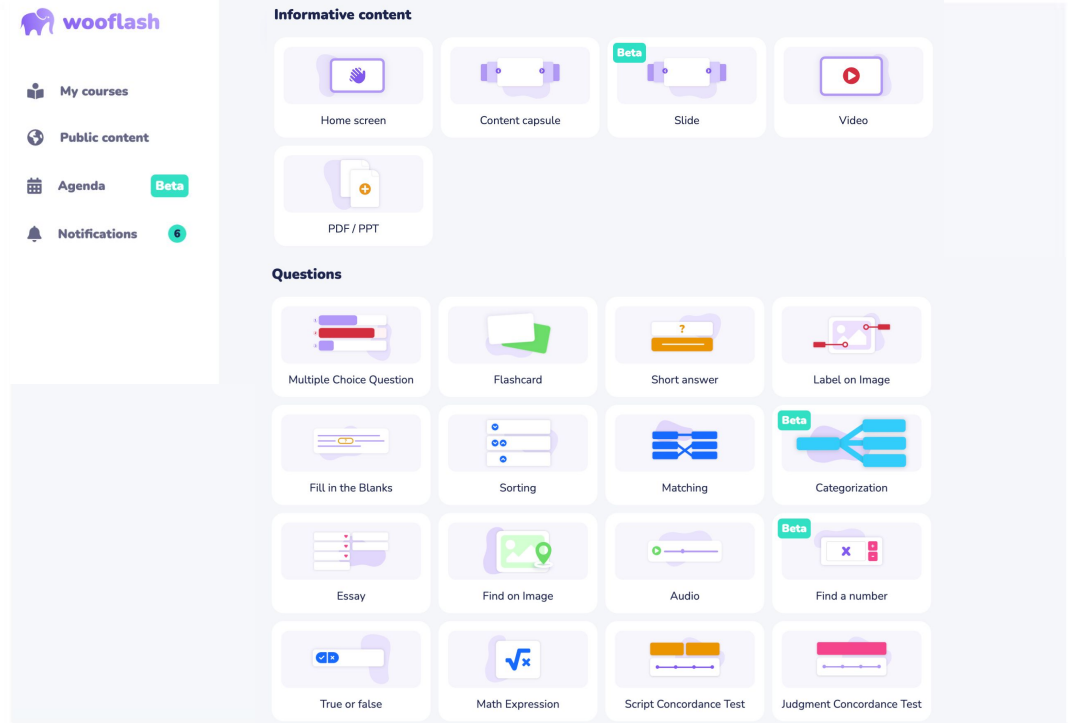 wooflash
My courses
Public content
Agenda Beta
Notifications 6
Informative content
Home screen
Content capsule
Beta
Slide
Video
PDF / PPT
Questions
Multiple Choice Question
Flashcard
?
Short answer
Label on Image
Fill in the Blanks
Sorting
Matching
Beta
Categorization
Essay
Find on Image
Audio
Beta
x
+
-
Find a number
True or false
√x
Math Expression
Script Concordance Test
Judgment Concordance Test